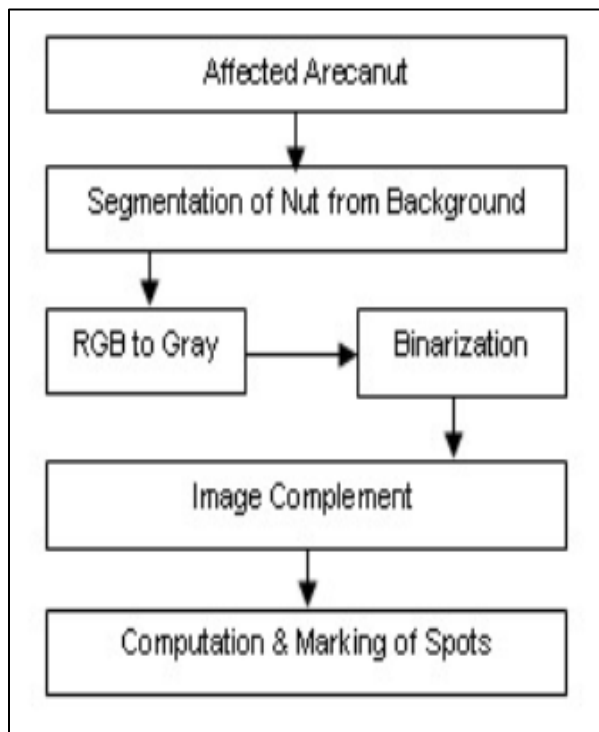 Affected Arecanut
Segmentation of Nut from Background
RGB to Gray
Binarization
Image Complement
Computation & Marking of Spots